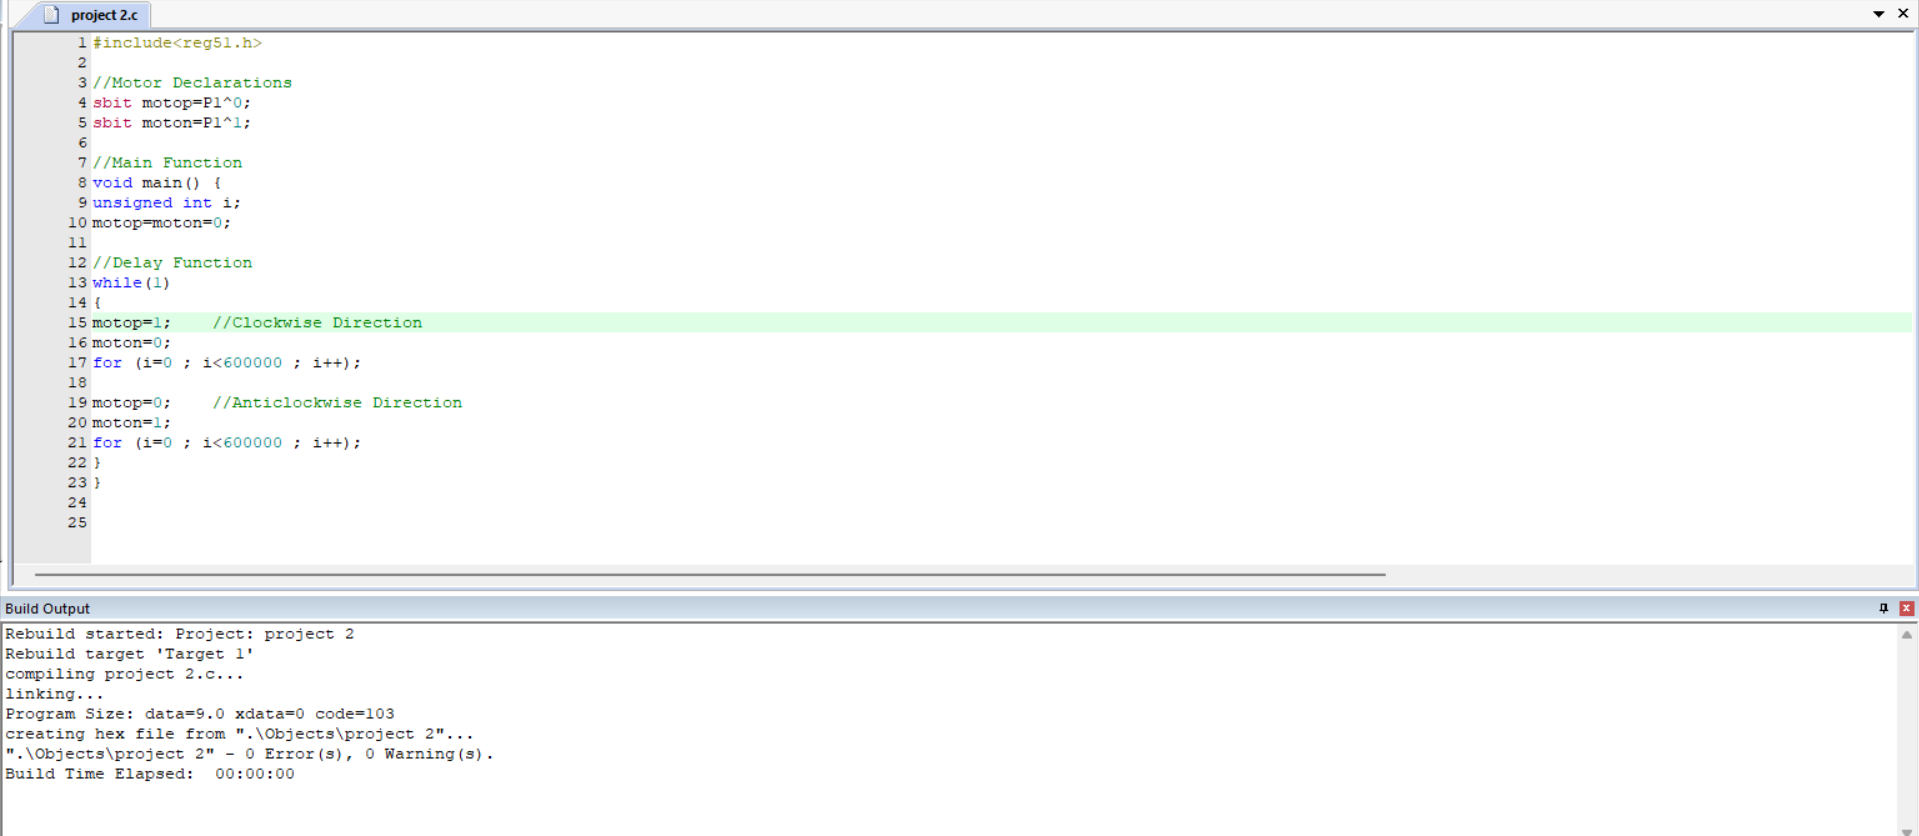 project 2.c
1 #include<reg51.h>
2
3 //Motor Declarations
4 sbit motop=P1^0;
5 sbit moton=P1^1;
6
7 //Main Function
8 void main() {
9 unsigned int i;
10 motop=moton=0;
11
12 //Delay Function
13 while(1)
14 {
15 motop=1;    //Clockwise Direction
16 moton=0;
17 for (i=0 ; i<600000 ; i++);
18
19 motop=0;    //Anticlockwise Direction
20 moton=1;
21 for (i=0 ; i<600000 ; i++);
22 }
23 }
24
25
Build Output
Rebuild started: Project: project 2
Rebuild target 'Target 1'
compiling project 2.c...
linking...
Program Size: data=9.0 xdata=0 code=103
creating hex file from ".\Objects\project 2"...
".\Objects\project 2" - 0 Error(s), 0 Warning(s).
Build Time Elapsed:  00:00:00